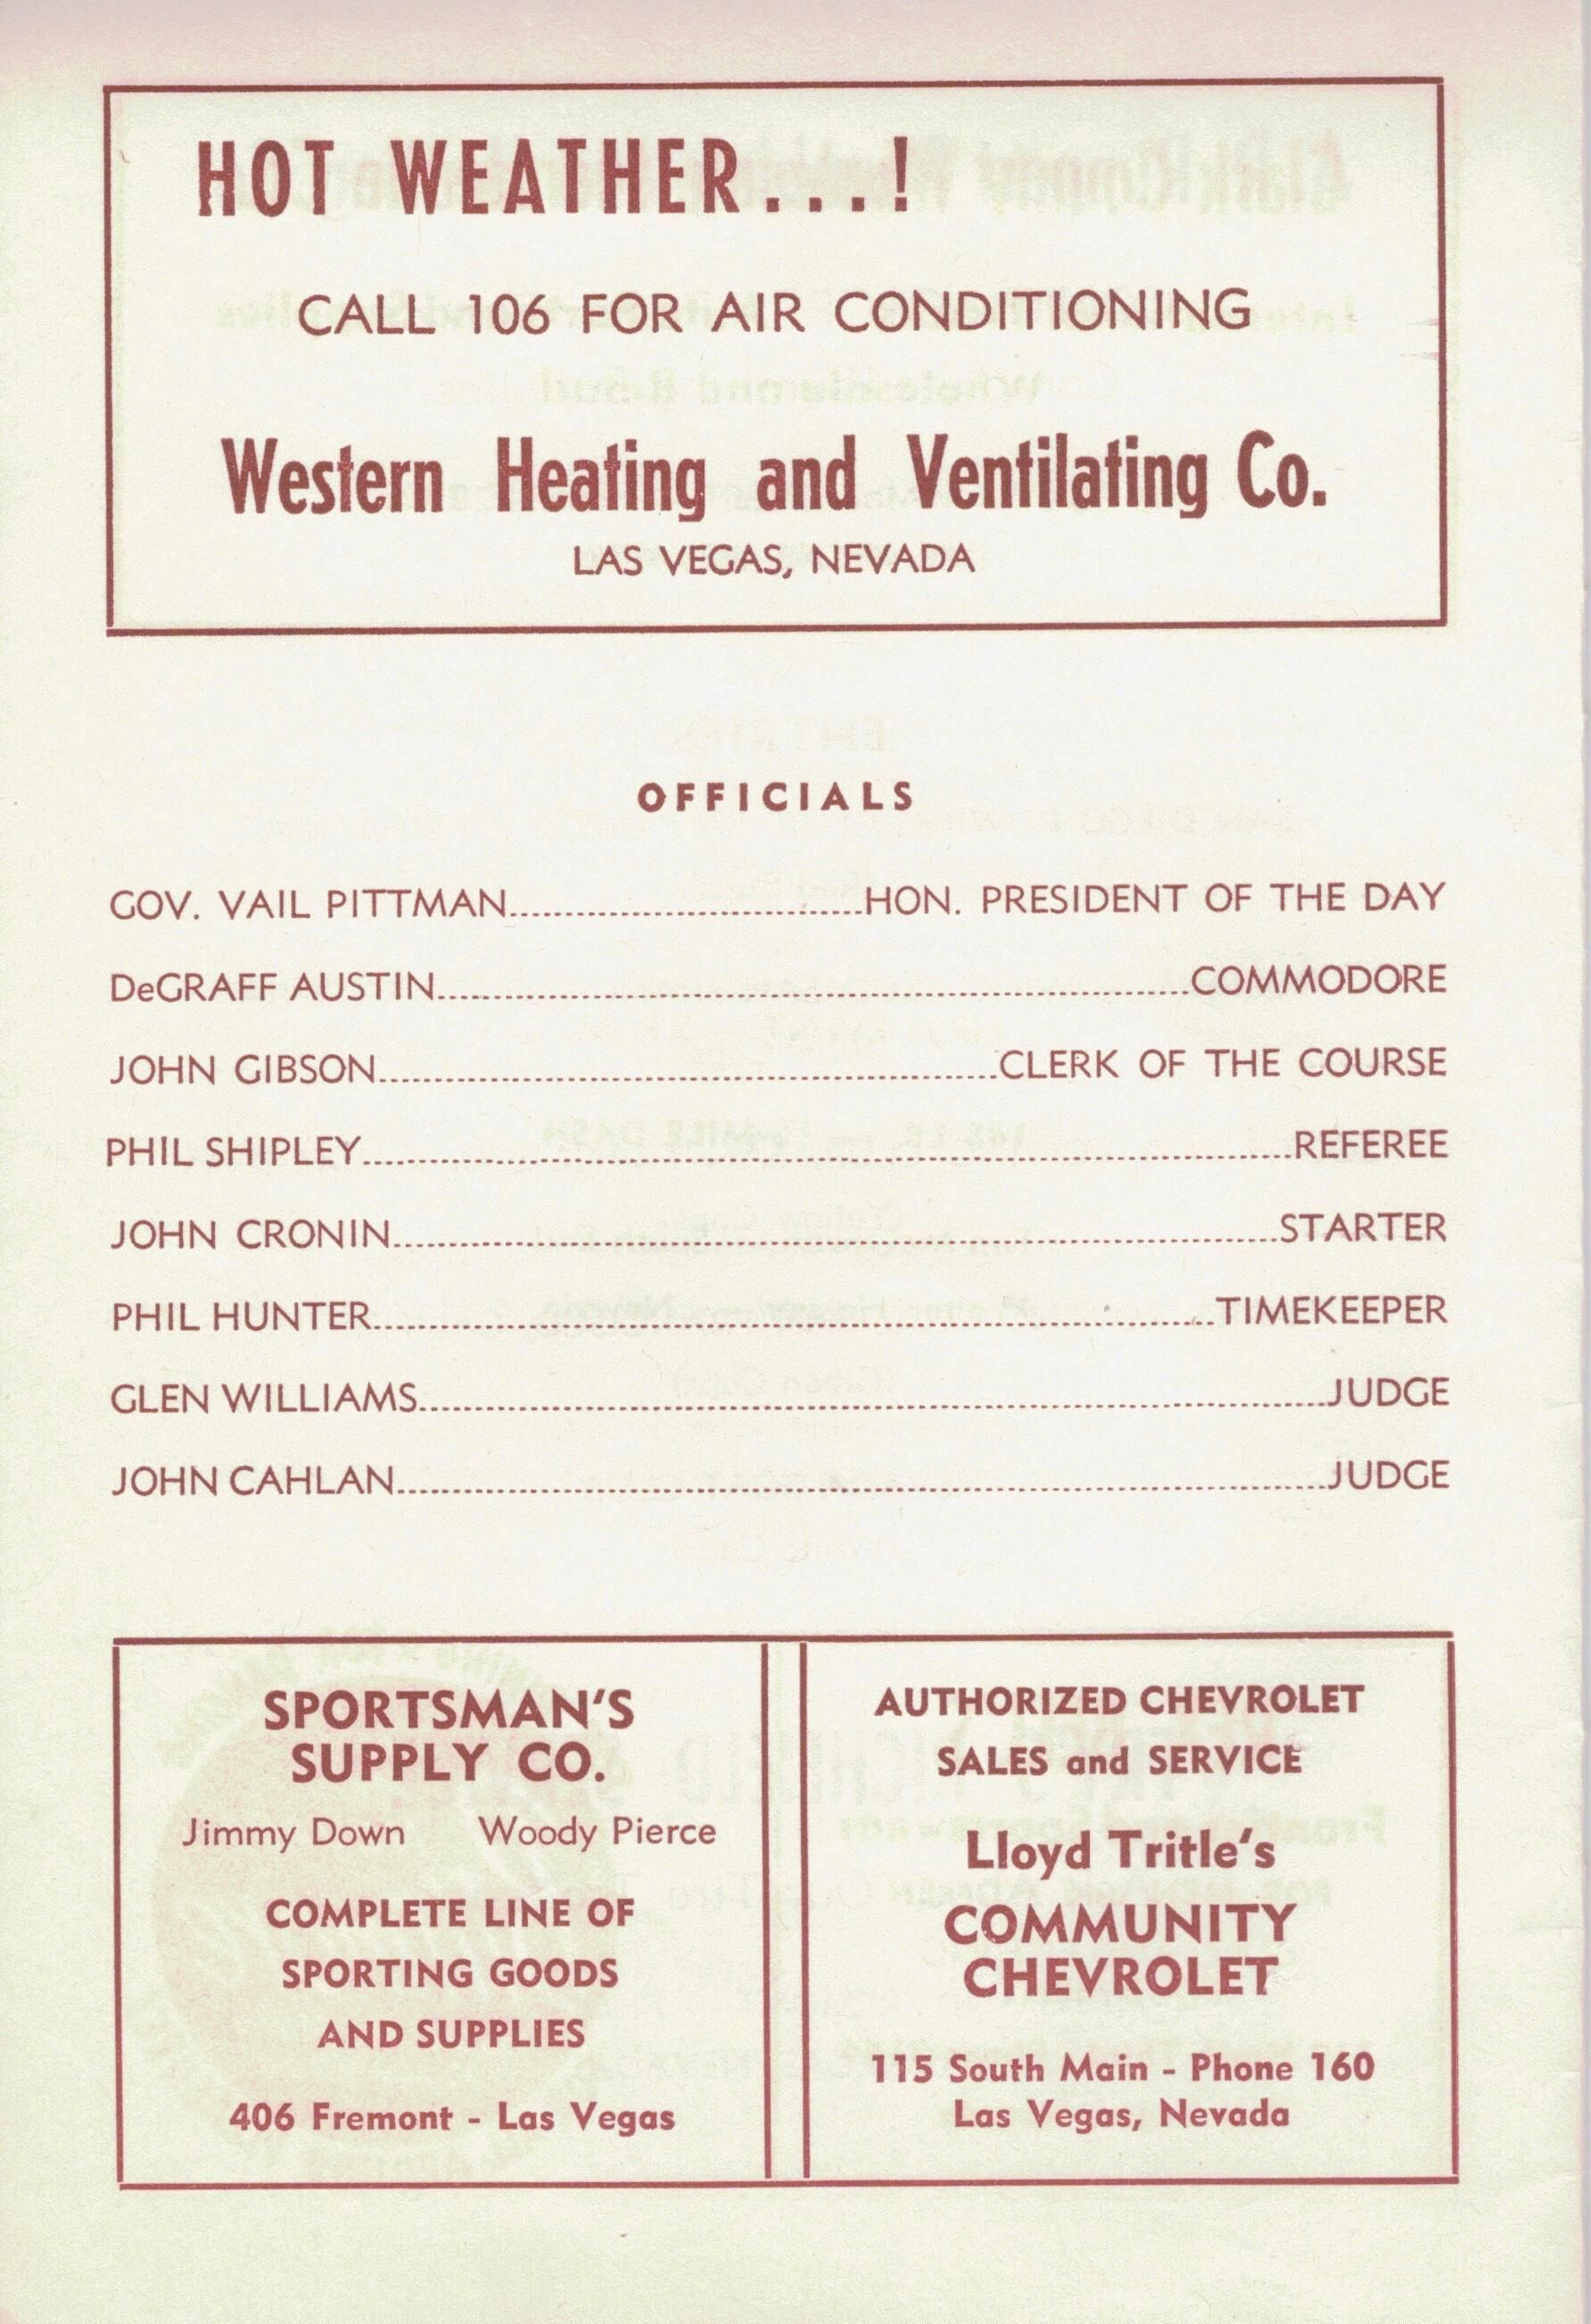 HOT WEATHER...!
CALL 106 FOR AIR CONDITIONING
Western Heating and Ventilating Co.
LAS VEGAS, NEVADA
OFFICIALS
GOV. VAIL PITTMAN..............................HON. PRESIDENT OF THE DAY
DeGRAFF AUSTIN..............................COMMODORE
JOHN GIBSON..............................CLERK OF THE COURSE
PHIL SHIPLEY..............................REFEREE
JOHN CRONIN..............................STARTER
PHIL HUNTER..............................TIMEKEEPER
GLEN WILLIAMS..............................JUDGE
JOHN CAHLAN..............................JUDGE
SPORTSMAN'S
SUPPLY CO.
Jimmy Down Woody Pierce
COMPLETE LINE OF
SPORTING GOODS
AND SUPPLIES
406 Fremont - Las Vegas
AUTHORIZED CHEVROLET
SALES and SERVICE
Lloyd Tritle's
COMMUNITY
CHEVROLET
115 South Main - Phone 160
Las Vegas, Nevada